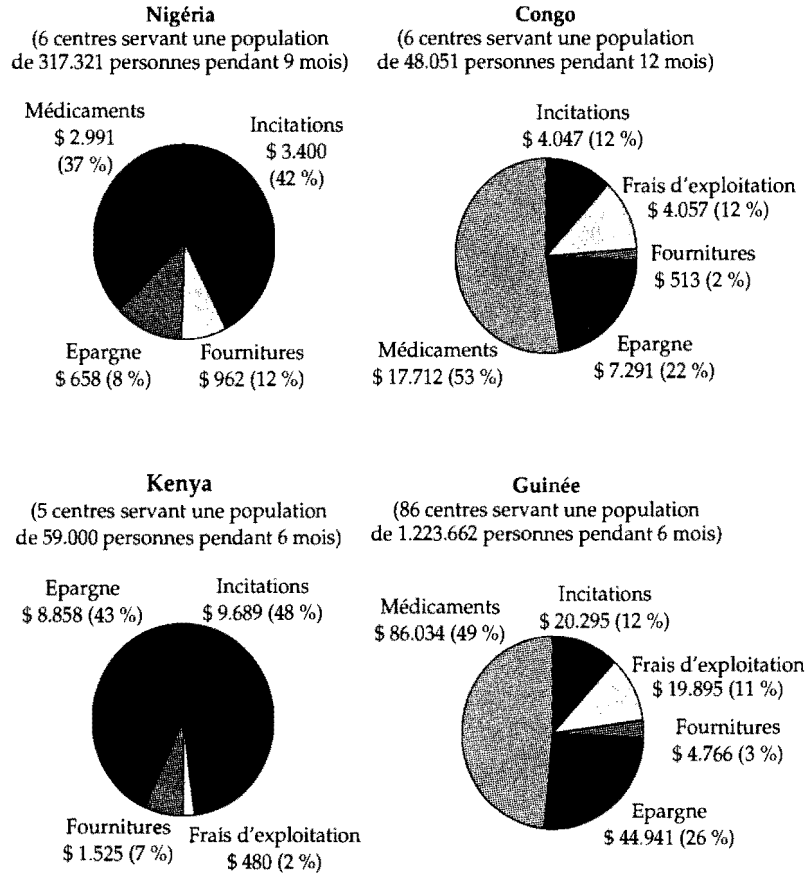 Nigéria
(6 centres servant une population
de 317.321 personnes pendant 9 mois)
Médicaments
$ 2.991
(37 %)
Incitations
$ 3.400
(42 %)
Epargne
$ 658 (8 %)
Fournitures
$ 962 (12 %)
Congo
(6 centres servant une population
de 48.051 personnes pendant 12 mois)
Incitations
$ 4.047 (12 %)
Frais d'exploitation
$ 4.057 (12 %)
Fournitures
$ 513 (2 %)
Médicaments
$ 17.712 (53 %)
Epargne
$ 7.291 (22 %)
Kenya
(5 centres servant une population
de 59.000 personnes pendant 6 mois)
Epargne
$ 8.858 (43 %)
Incitations
$ 9.689 (48 %)
Fournitures
$ 1.525 (7 %)
Frais d'exploitation
$ 480 (2 %)
Guinée
(86 centres servant une population
de 1.223.662 personnes pendant 6 mois)
Médicaments
$ 86.034 (49 %)
Incitations
$ 20.295 (12 %)
Frais d'exploitation
$ 19.895 (11 %)
Fournitures
$ 4.766 (3 %)
Epargne
$ 44.941 (26 %)